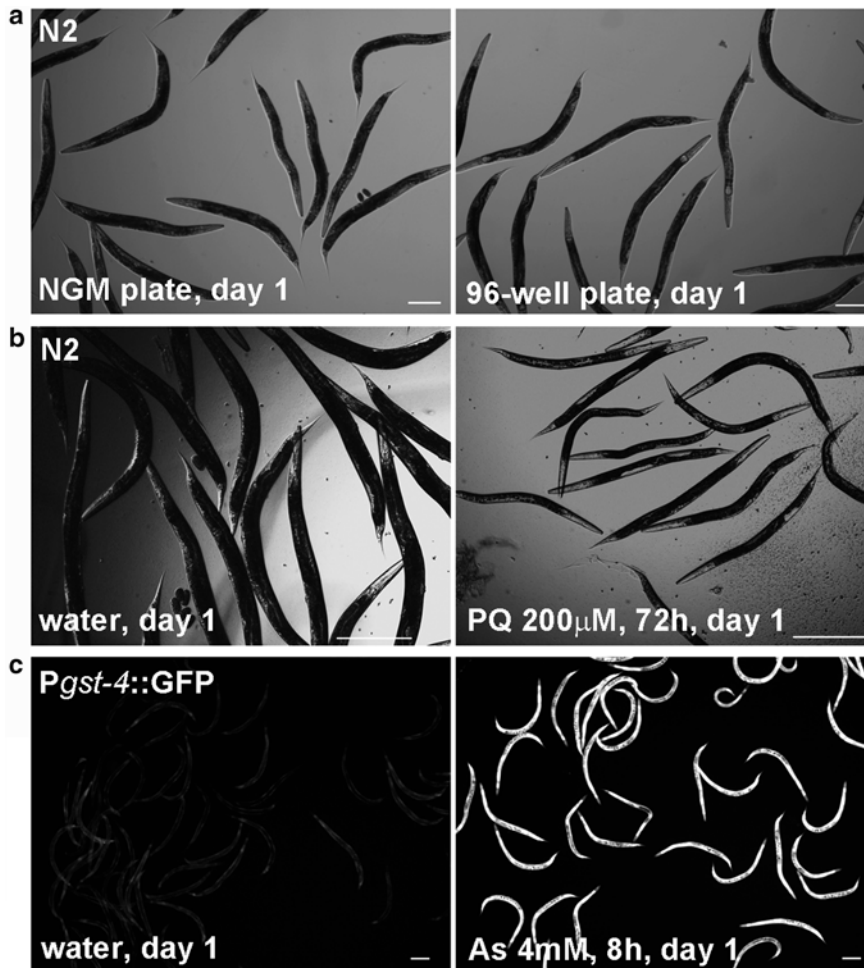 a
N2
NGM plate, day 1
96-well plate, day 1
b
N2
water, day 1
PQ 200µM, 72h, day 1
c
Pgst-4::GFP
water, day 1
As 4mM, 8h, day 1